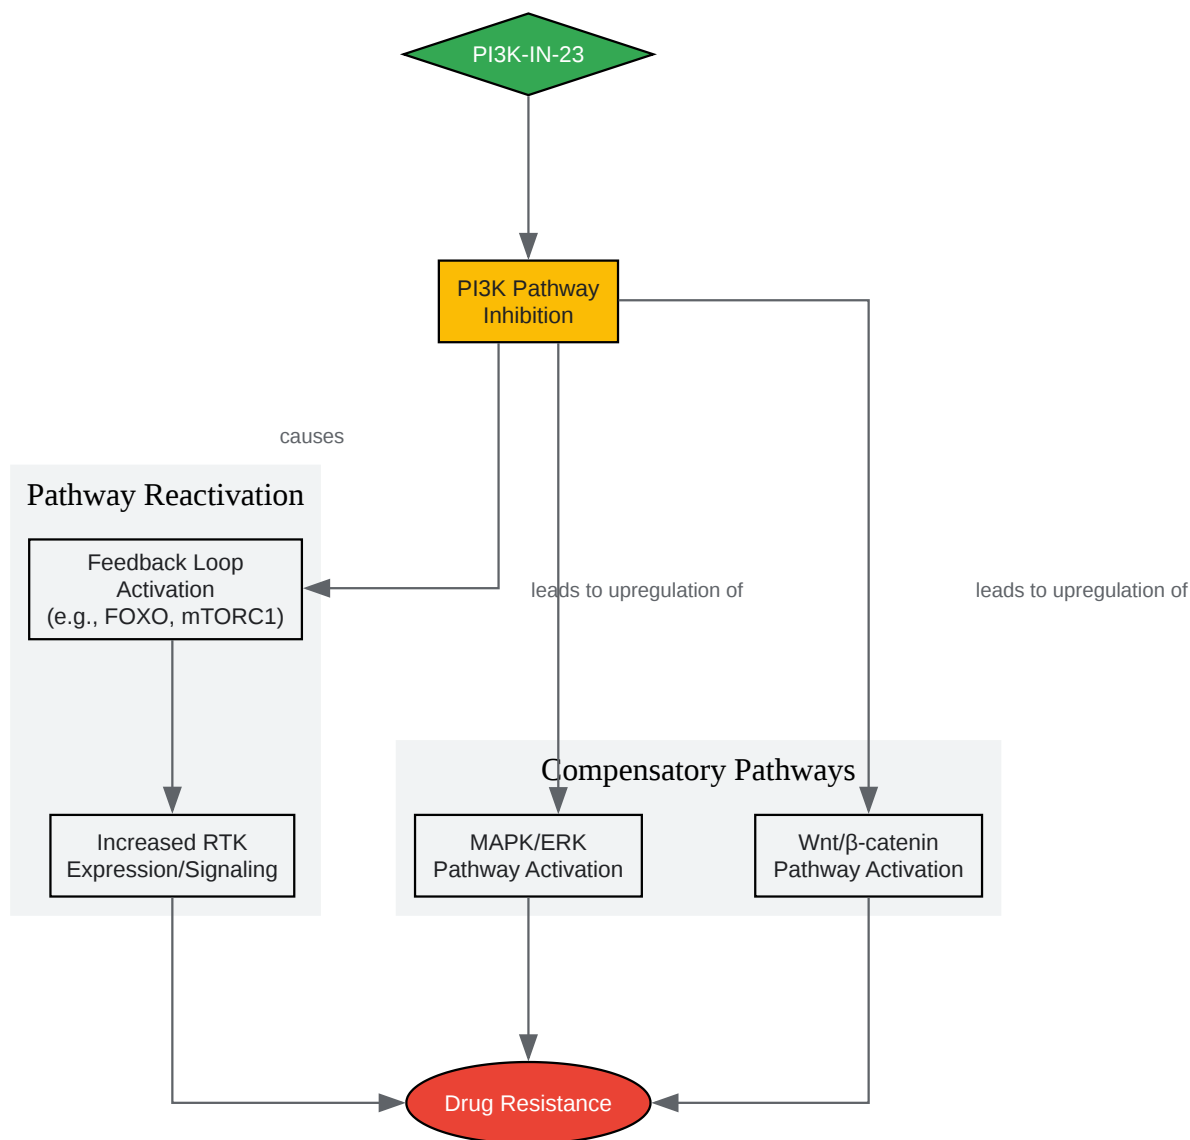 PI3K-IN-23
PI3K Pathway
Inhibition
causes
Pathway Reactivation
Feedback Loop
Activation
(e.g., FOXO, mTORC1)
leads to upregulation of
leads to upregulation of
Compensatory Pathways
Increased RTK
Expression/Signaling
MAPK/ERK
Pathway Activation
Wnt/β-catenin
Pathway Activation
Drug Resistance